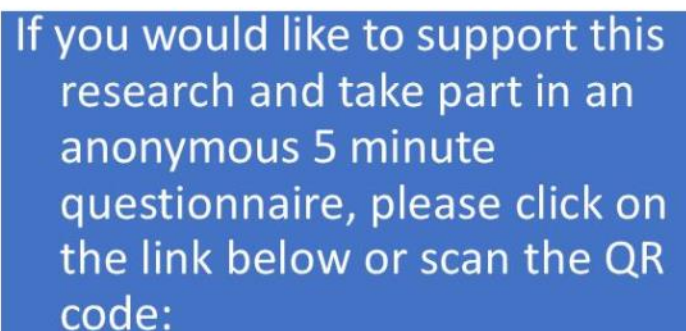 If you would like to support this
research and take part in an
anonymous 5 minute
questionnaire, please click on
the link below or scan the QR
code: